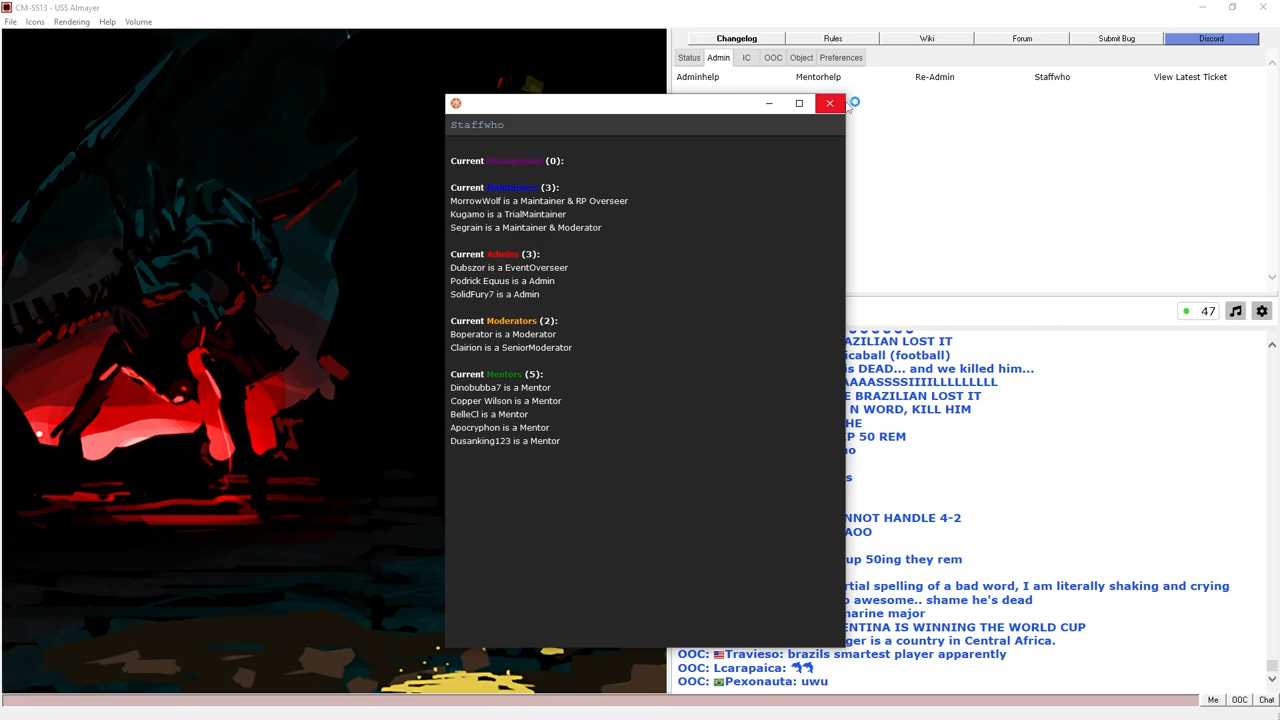 CM-SS13 - USS Almayer
File Icons Rendering Help Volume
Changelog Rules Wiki Forum Submit Bug Discord
Status Admin IC OOC Object Preferences
Adminhelp Mentorhelp Re-Admin Staffwho View Latest Ticket
Staffwho
Current Management (0):
Current Maintainers (3):
MorrowWolf is a Maintainer & RP Overseer
Kugamo is a TrialMaintainer
Segrain is a Maintainer & Moderator
Current Admins (3):
Dubszor is a EventOverseer
Podrick Equus is a Admin
SolidFury7 is a Admin
Current Moderators (2):
Boperator is a Moderator
Clairion is a SeniorModerator
Current Mentors (5):
Dinobubba7 is a Mentor
Copper Wilson is a Mentor
BelleCl is a Mentor
Apocryphon is a Mentor
Dusanking123 is a Mentor
47
AZILIAN LOST IT
icaball (football)
is DEAD... and we killed him...
AAAASSSSIIIILLLLLLLL
E BRAZILIAN LOST IT
N WORD, KILL HIM
HE
P 50 REM
ho
s
NNOT HANDLE 4-2
AOO
up 50ing they rem
rtial spelling of a bad word, I am literally shaking and crying
o awesome.. shame he's dead
marine major
ENTINA IS WINNING THE WORLD CUP
ger is a country in Central Africa.
OOC: Travieso: brazils smartest player apparently
OOC: Lcarapaica: 🐬🐬
OOC: Pexonauta: uwu
Me OOC Chat